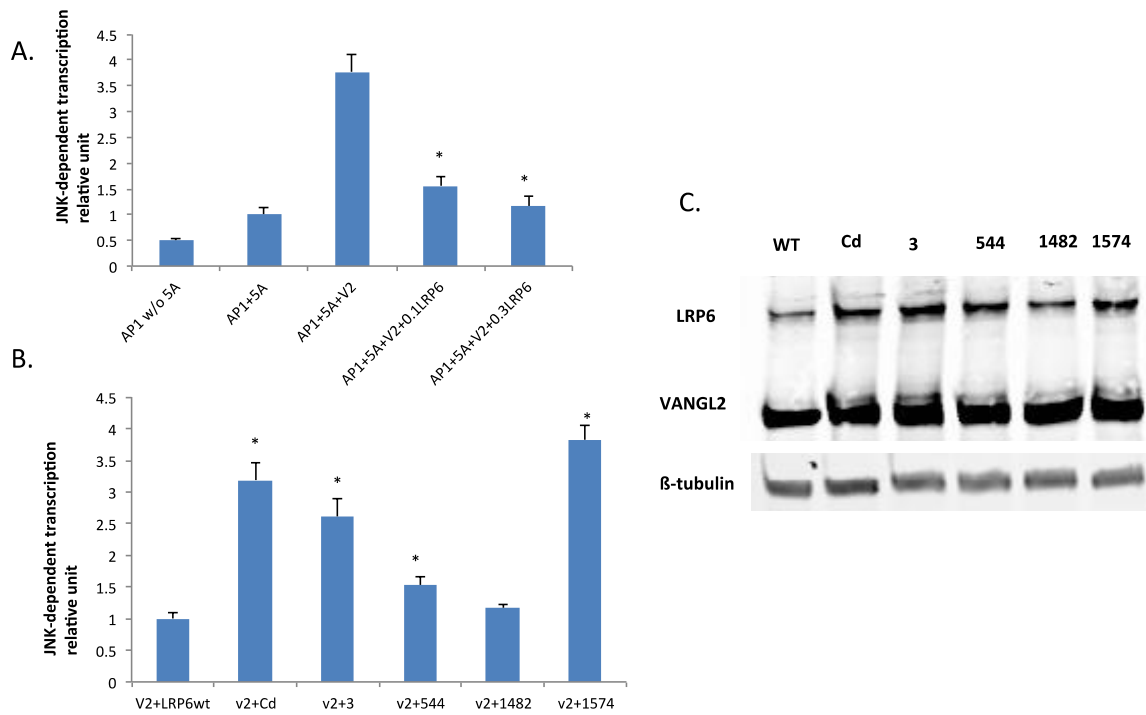 A.
JNK-dependent transcription
relative unit
4.5
4
3.5
3
2.5
2
1.5
1
0.5
0
*
*
AP1 w/o 5A
AP1+5A
AP1+5A+V2
AP1+5A+V2+0.1LRP6
AP1+5A+V2+0.3LRP6
B.
JNK-dependent transcription
relative unit
4.5
4
3.5
3
2.5
2
1.5
1
0.5
0
*
*
*
*
V2+LRP6wt
v2+Cd
v2+3
v2+544
v2+1482
v2+1574
C.
WT Cd 3 544 1482 1574
LRP6
VANGL2
ß-tubulin